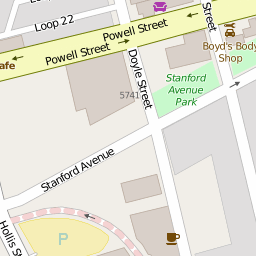 Loop 22
Powell Street
Street
Powell Street
Boyd's Body
Shop
afe
Doyle Street
5741
Stanford
Avenue
Park
Stanford Avenue
Hollis S
P